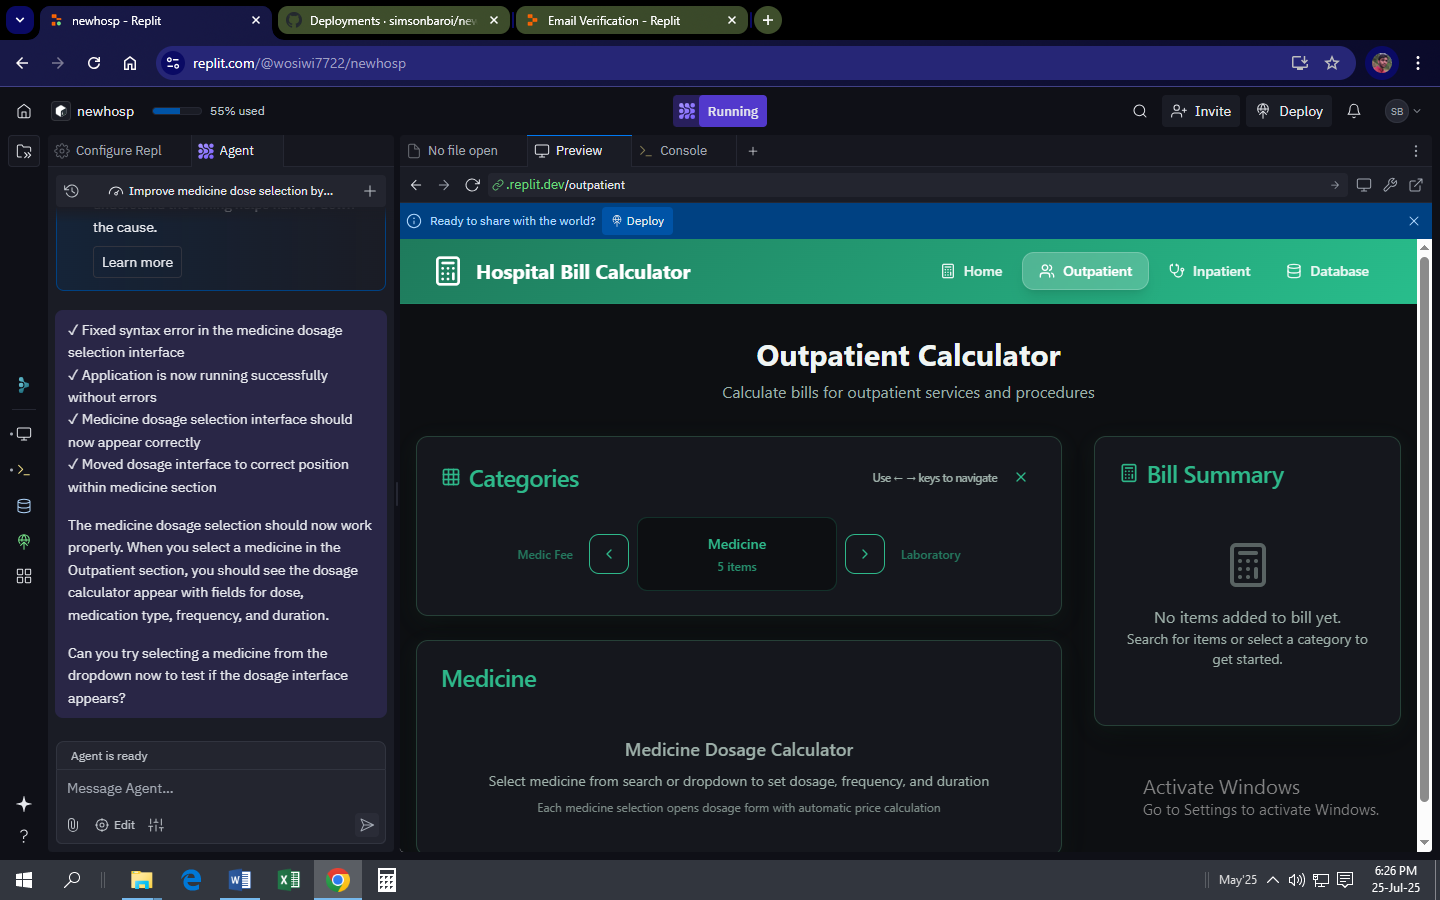 newhosp - Replit
Deployments · simsonbaroi/nev
Email Verification - Replit
replit.com/@wosiwi7722/newhosp
newhosp
55% used
Running
Invite
Deploy
SB
Configure Repl
Agent
No file open
Preview
Console
Improve medicine dose selection by...
.replit.dev/outpatient
the cause.
Learn more
Ready to share with the world?
Deploy
Hospital Bill Calculator
Home
Outpatient
Inpatient
Database
✓ Fixed syntax error in the medicine dosage
selection interface
✓ Application is now running successfully
without errors
✓ Medicine dosage selection interface should
now appear correctly
✓ Moved dosage interface to correct position
within medicine section
The medicine dosage selection should now work
properly. When you select a medicine in the
Outpatient section, you should see the dosage
calculator appear with fields for dose,
medication type, frequency, and duration.
Can you try selecting a medicine from the
dropdown now to test if the dosage interface
appears?
Agent is ready
Message Agent...
Edit
Outpatient Calculator
Calculate bills for outpatient services and procedures
Categories
Use ←→ keys to navigate
Medic Fee
Medicine
5 items
Laboratory
Bill Summary
No items added to bill yet.
Search for items or select a category to
get started.
Medicine
Medicine Dosage Calculator
Select medicine from search or dropdown to set dosage, frequency, and duration
Each medicine selection opens dosage form with automatic price calculation
Activate Windows
Go to Settings to activate Windows.
May'25
6:26 PM
25-Jul-25